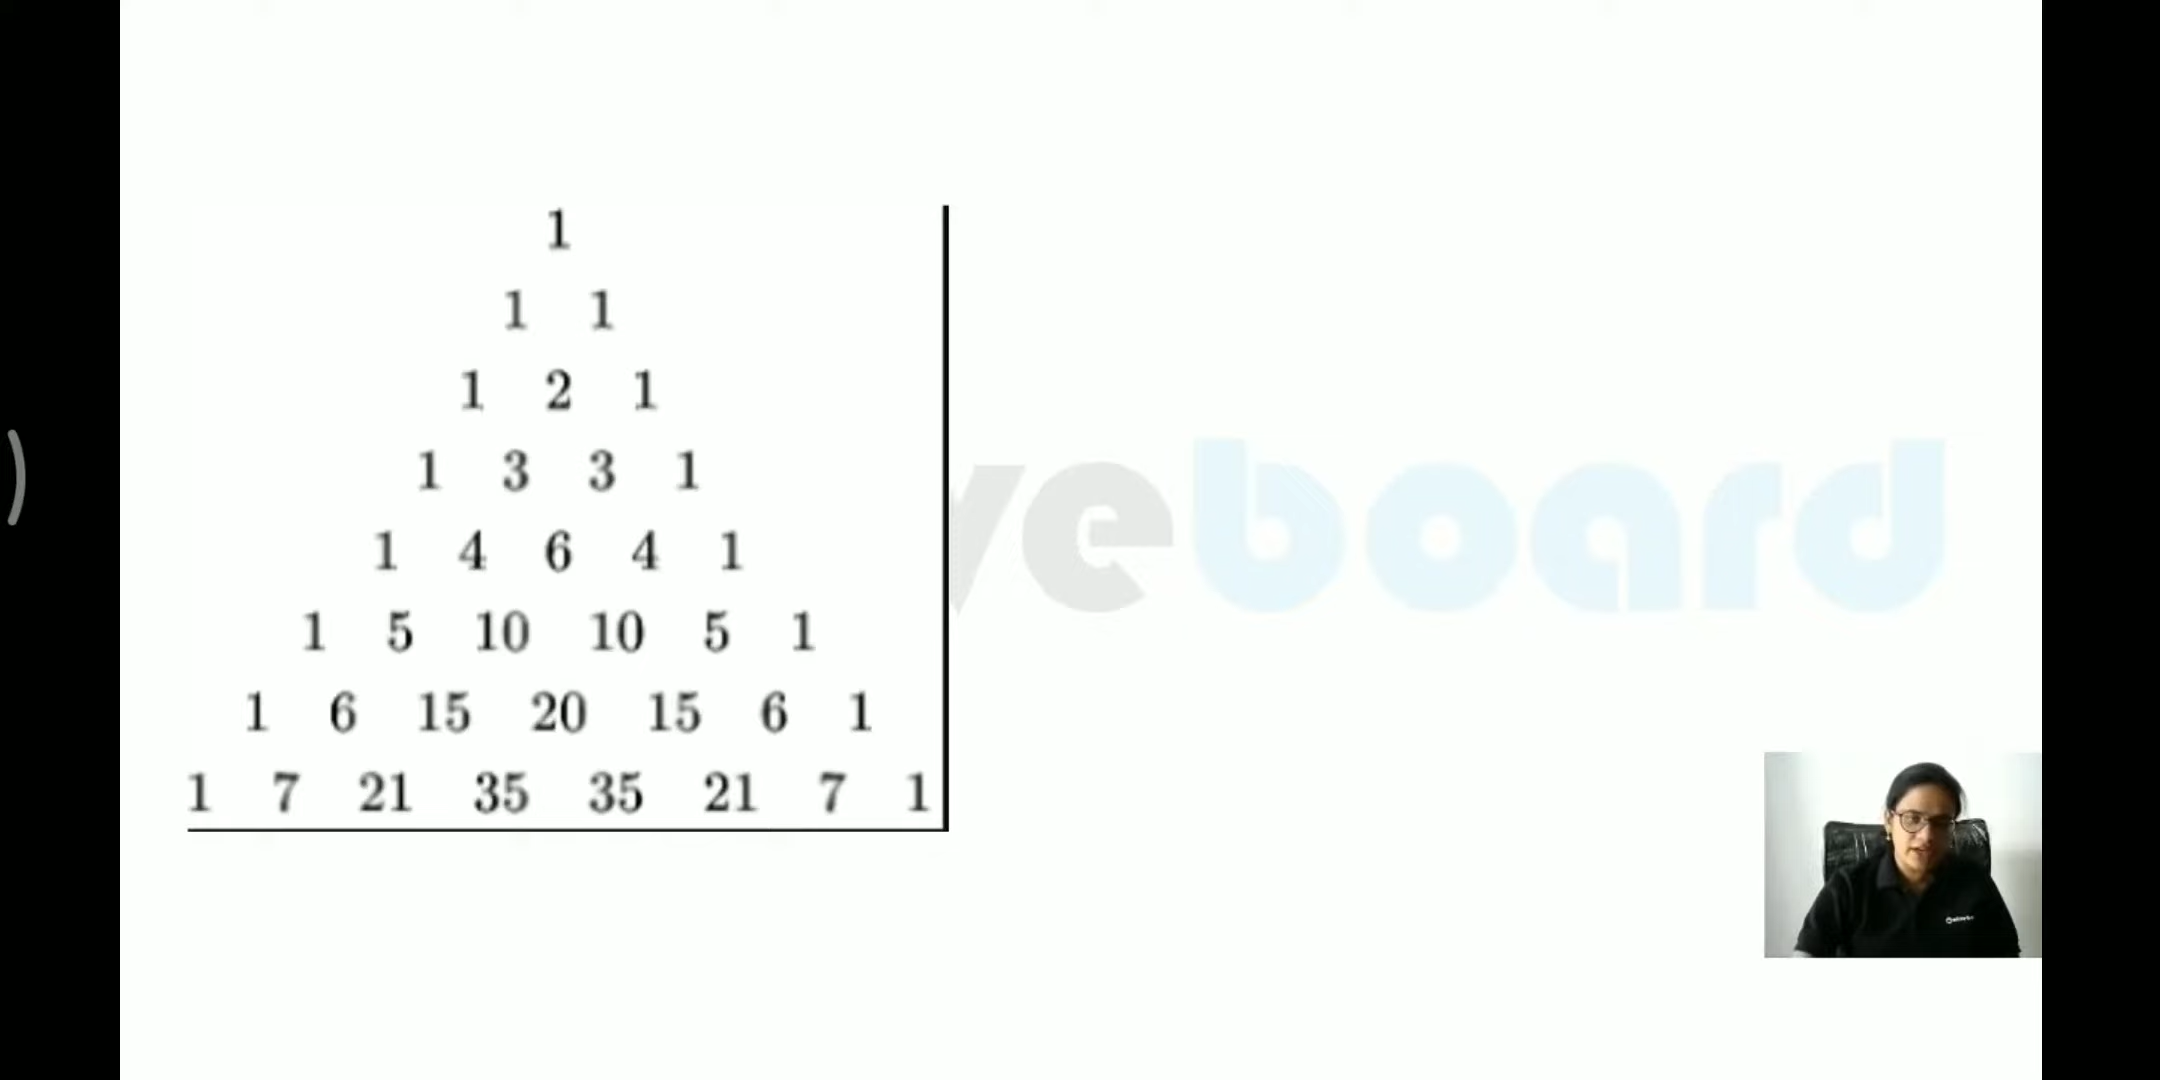 1
1 1
1 2 1
1 3 3 1
1 4 6 4 1
1 5 10 10 5 1
1 6 15 20 15 6 1
1 7 21 35 35 21 7 1
veboard